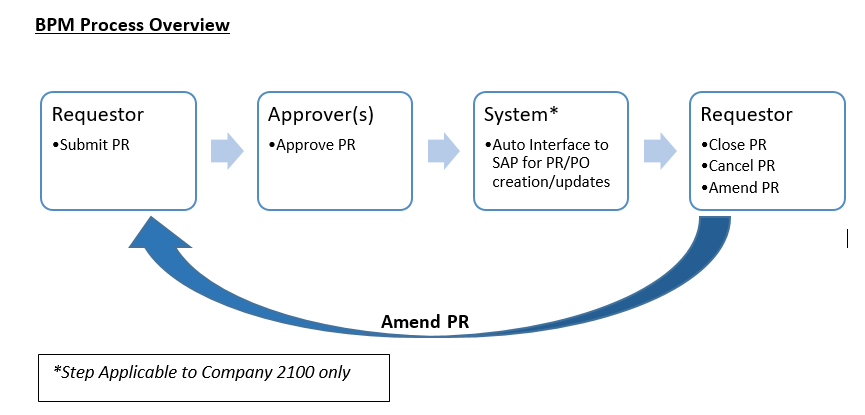 BPM Process Overview
Requestor
•Submit PR
Approver(s)
•Approve PR
System*
•Auto Interface to
SAP for PR/PO
creation/updates
Requestor
•Close PR
•Cancel PR
•Amend PR
Amend PR
*Step Applicable to Company 2100 only